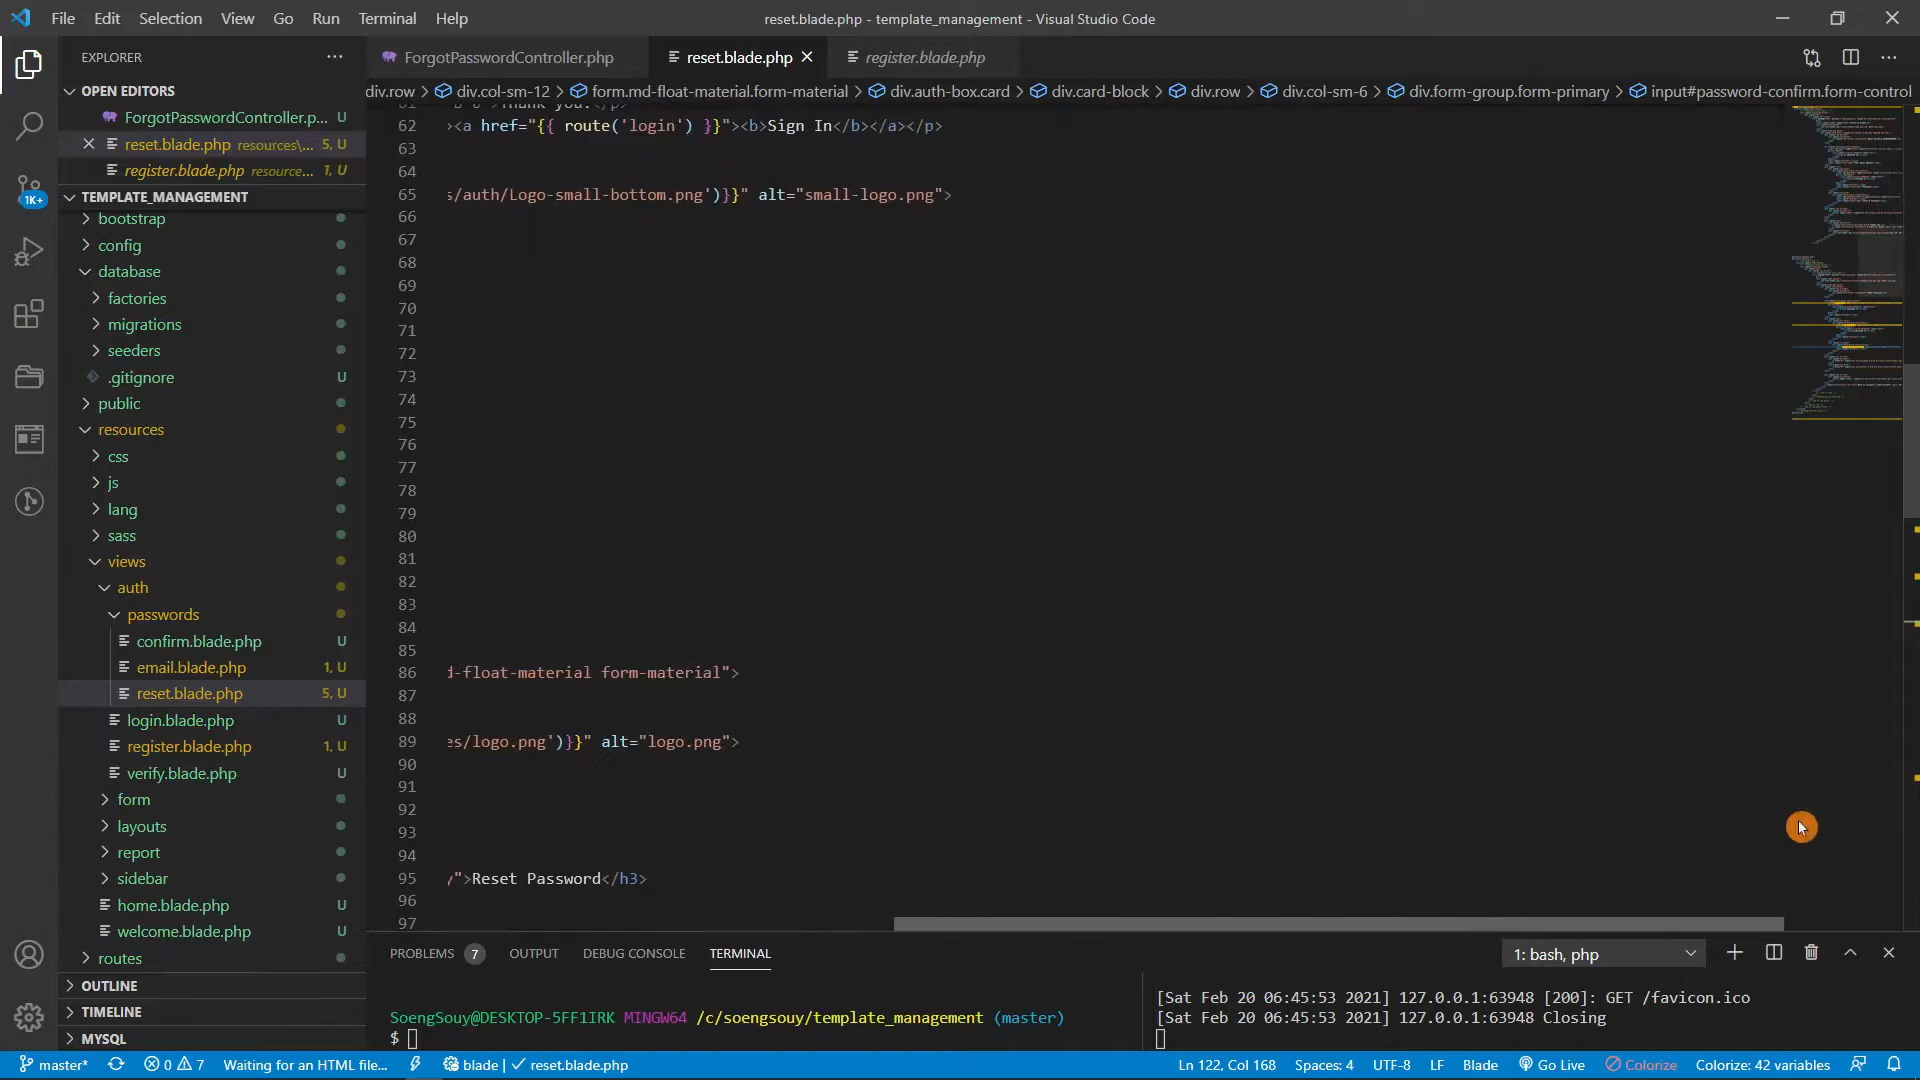 File Edit Selection View Go Run Terminal Help
reset.blade.php - template_management - Visual Studio Code
EXPLORER
ForgotPasswordController.php
reset.blade.php
register.blade.php
OPEN EDITORS
div.row > div.col-sm-12 > form.md-float-material.form-material > div.auth-box.card > div.card-block > div.row > div.col-sm-6 > div.form-group.form-primary > input#password-confirm.form-control
ForgotPasswordController.p... U
reset.blade.php resources\... 5, U
register.blade.php resource... 1, U
TEMPLATE_MANAGEMENT
bootstrap
config
database
factories
migrations
seeders
.gitignore U
public
resources
css
js
lang
sass
views
auth
passwords
confirm.blade.php U
email.blade.php 1, U
reset.blade.php 5, U
login.blade.php U
register.blade.php 1, U
verify.blade.php U
form
layouts
report
sidebar
home.blade.php U
welcome.blade.php U
routes
OUTLINE
TIMELINE
MYSQL
1K+
62 ><a href="{{ route('login') }}"><b>Sign In</b></a></p>
63
64
65 s/auth/Logo-small-bottom.png')}}" alt="small-logo.png">
66
67
68
69
70
71
72
73
74
75
76
77
78
79
80
81
82
83
84
85
86 d-float-material form-material">
87
88
89 es/logo.png')}}" alt="logo.png">
90
91
92
93
94
95 y">Reset Password</h3>
96
97
PROBLEMS 7 OUTPUT DEBUG CONSOLE TERMINAL
1: bash, php
SoengSouy@DESKTOP-5FF1IRK MINGW64 /c/soengsouy/template_management (master)
$
[Sat Feb 20 06:45:53 2021] 127.0.0.1:63948 [200]: GET /favicon.ico
[Sat Feb 20 06:45:53 2021] 127.0.0.1:63948 Closing
master* 0 7 Waiting for an HTML file... blade | ✓ reset.blade.php
Ln 122, Col 168 Spaces: 4 UTF-8 LF Blade Go Live Colorize Colorize: 42 variables